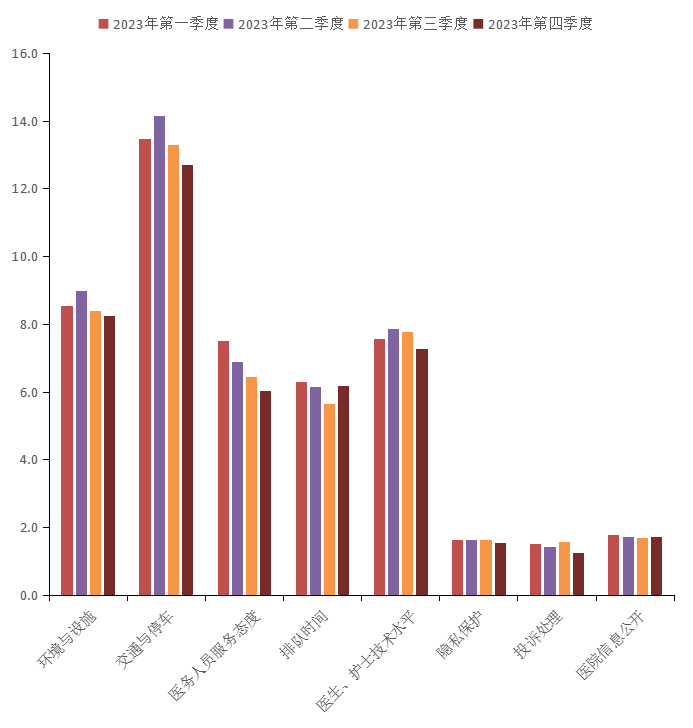 2023年第一季度 2023年第二季度 2023年第三季度 2023年第四季度
16.0
14.0
12.0
10.0
8.0
6.0
4.0
2.0
0.0
环境与设施
交通与停车
医务人员服务态度
排队时间
医生、护士技术水平
隐私保护
投诉处理
医院信息公开